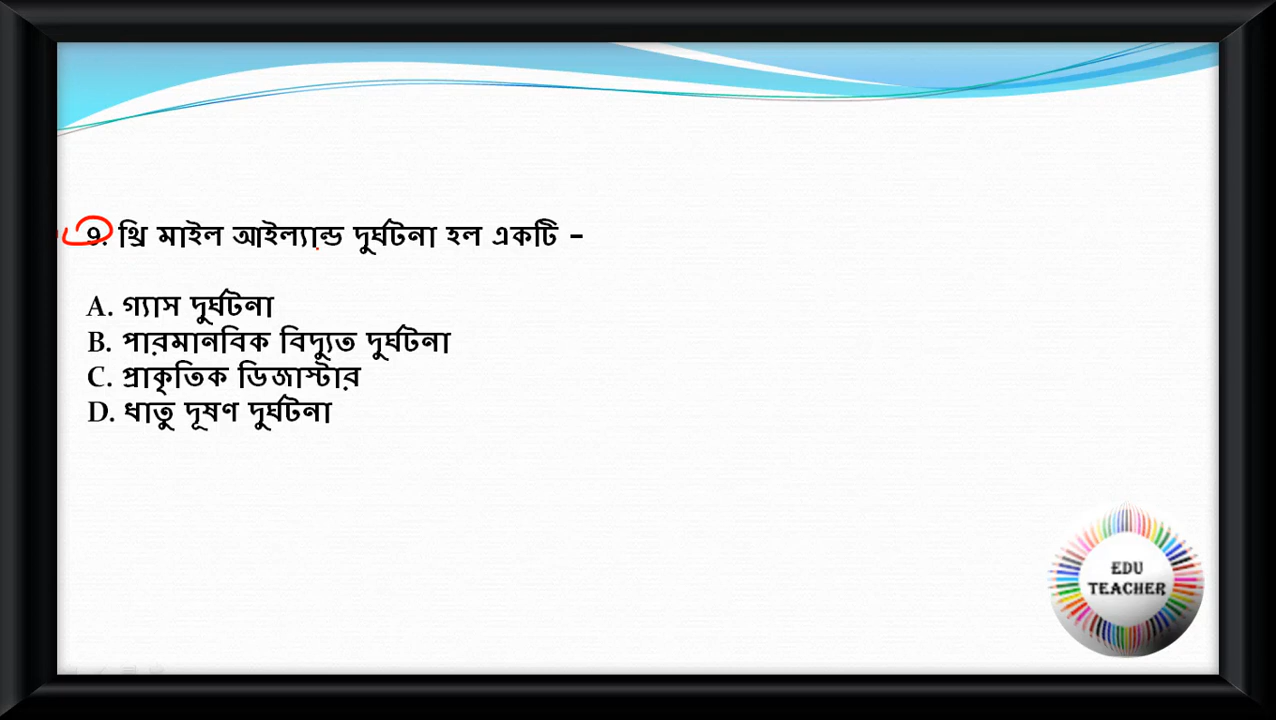 ৭. থ্রি মাইল আইল্যান্ড দুর্ঘটনা হল একটি –
A. গ্যাস দুর্ঘটনা
B. পারমানবিক বিদ্যুত দুর্ঘটনা
C. প্রাকৃতিক ডিজাস্টার
D. ধাতু দূষণ দুর্ঘটনা
EDU
TEACHER